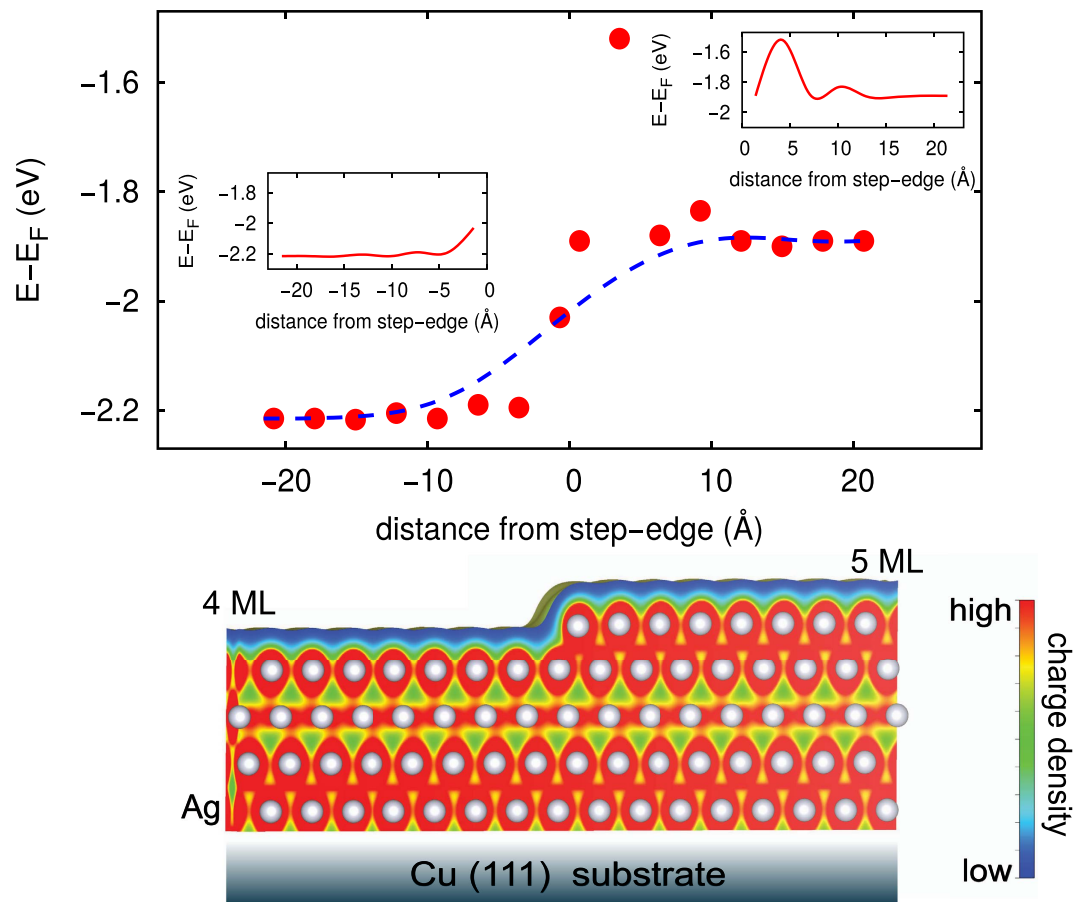 E−E_F (eV)
−1.6
−1.8
−2
−2.2
−20
−10
0
10
20
distance from step−edge (Å)
E−E_F (eV)
−1.8
−2
−2.2
−20
−15
−10
−5
0
distance from step−edge (Å)
E−E_F (eV)
−1.6
−1.8
−2
0
5
10
15
20
distance from step−edge (Å)
4 ML
5 ML
Ag
Cu (111) substrate
high
low
charge density